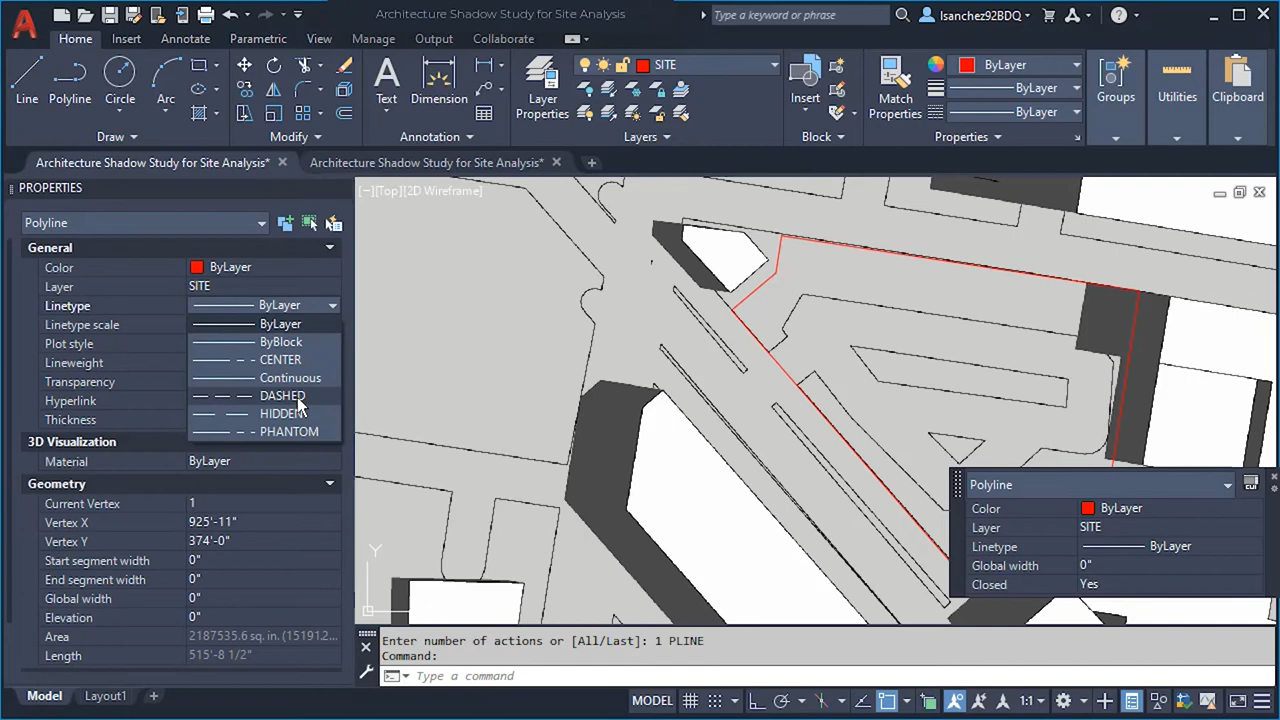 Architecture Shadow Study for Site Analysis
Type a keyword or phrase
lsanchez92BDQ
Home Insert Annotate Parametric View Manage Output Collaborate
Line Polyline Circle Arc
Draw
Modify
Text Dimension
Annotation
Layer Properties
SITE
Layers
Insert
Block
Match Properties
ByLayer
ByLayer
ByLayer
Properties
Groups
Utilities
Clipboard
Architecture Shadow Study for Site Analysis*
Architecture Shadow Study for Site Analysis*
PROPERTIES
Polyline
General
Color ByLayer
Layer SITE
Linetype ByLayer
Linetype scale
Plot style
Lineweight
Transparency
Hyperlink
Thickness
ByLayer
ByBlock
CENTER
Continuous
DASHED
HIDDEN
PHANTOM
3D Visualization
Material ByLayer
Geometry
Current Vertex 1
Vertex X 925'-11"
Vertex Y 374'-0"
Start segment width 0"
End segment width 0"
Global width 0"
Elevation 0"
Area 2187535.6 sq. in. (151912...
Length 515'-8 1/2"
[−][Top][2D Wireframe]
Y
Polyline
CUI
Color ByLayer
Layer SITE
Linetype ByLayer
Global width 0"
Closed Yes
Enter number of actions or [All/Last]: 1 PLINE
Command:
Type a command
Model Layout1
MODEL
1:1